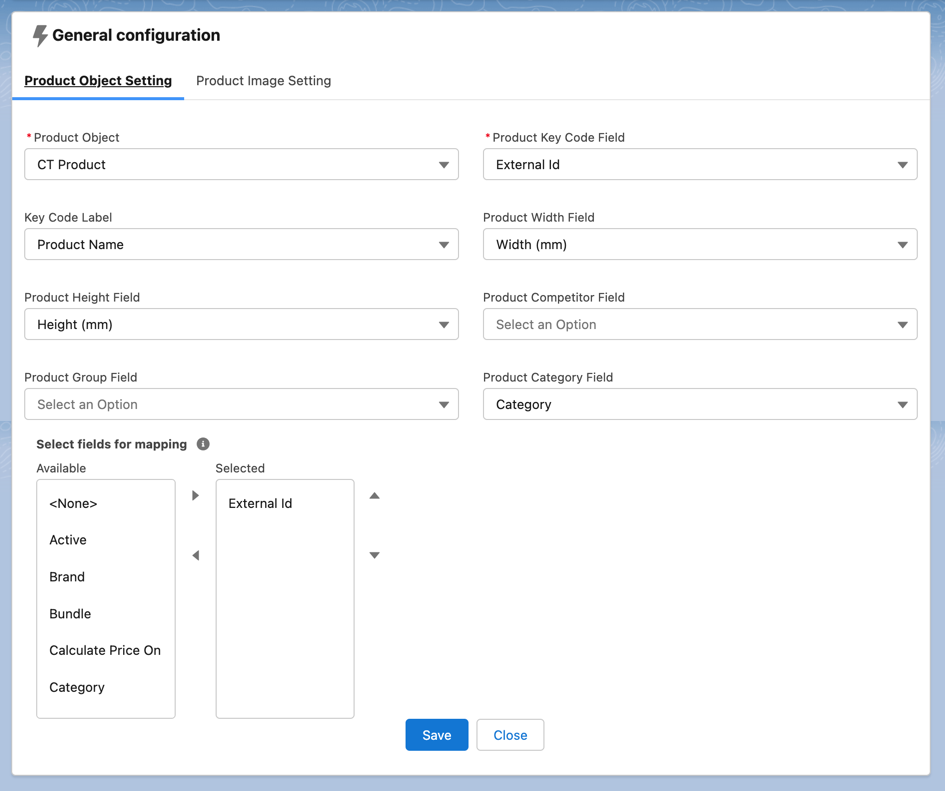 General configuration
Product Object Setting
Product Image Setting
* Product Object
* Product Key Code Field
CT Product
External Id
Key Code Label
Product Width Field
Product Name
Width (mm)
Product Height Field
Product Competitor Field
Height (mm)
Select an Option
Product Group Field
Product Category Field
Select an Option
Category
Select fields for mapping
Available
Selected
<None>
External Id
Active
Brand
Bundle
Calculate Price On
Category
Save
Close